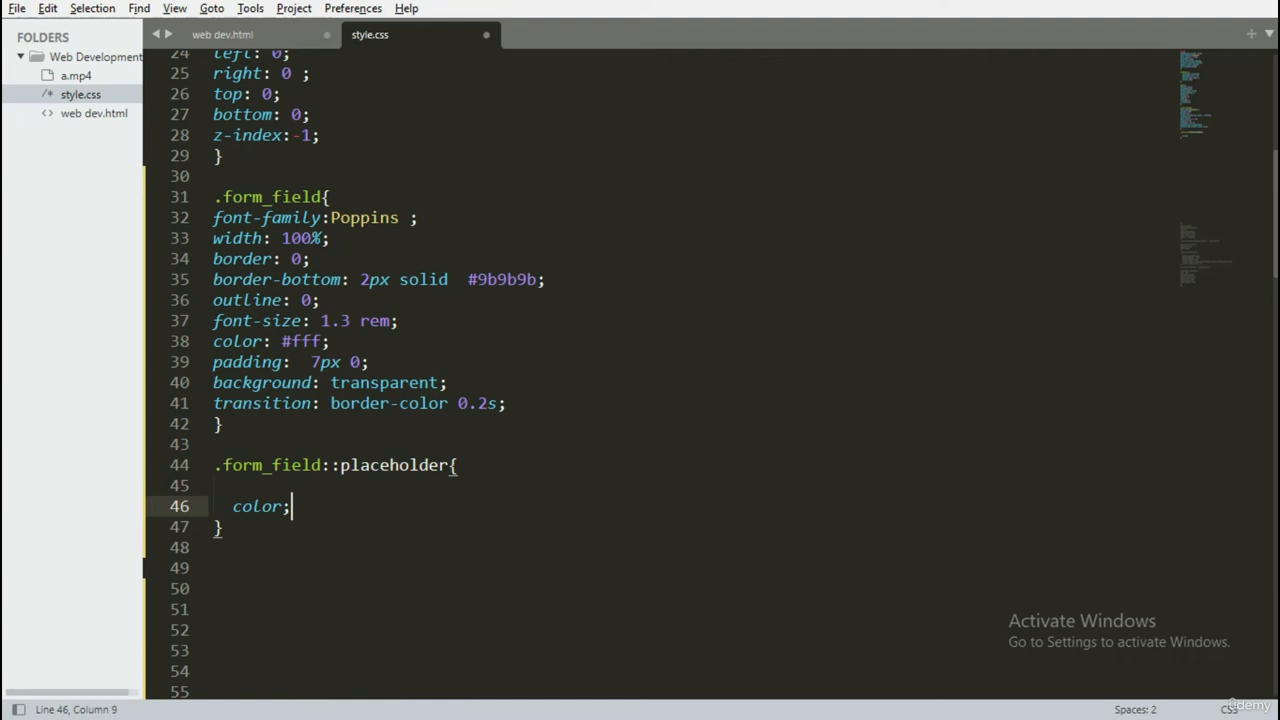 File Edit Selection Find View Goto Tools Project Preferences Help
FOLDERS
Web Development
a.mp4
/* style.css
<> web dev.html
web dev.html
style.css
24 left: 0;
25 right: 0 ;
26 top: 0;
27 bottom: 0;
28 z-index:-1;
29 }
30
31 .form_field{
32 font-family:Poppins ;
33 width: 100%;
34 border: 0;
35 border-bottom: 2px solid  #9b9b9b;
36 outline: 0;
37 font-size: 1.3 rem;
38 color: #fff;
39 padding:  7px 0;
40 background: transparent;
41 transition: border-color 0.2s;
42 }
43
44 .form_field::placeholder{
45
46 color;
47 }
48
49
50
51
52
53
54
55
Activate Windows
Go to Settings to activate Windows.
Line 46, Column 9
Spaces: 2
CSS
ûdemy